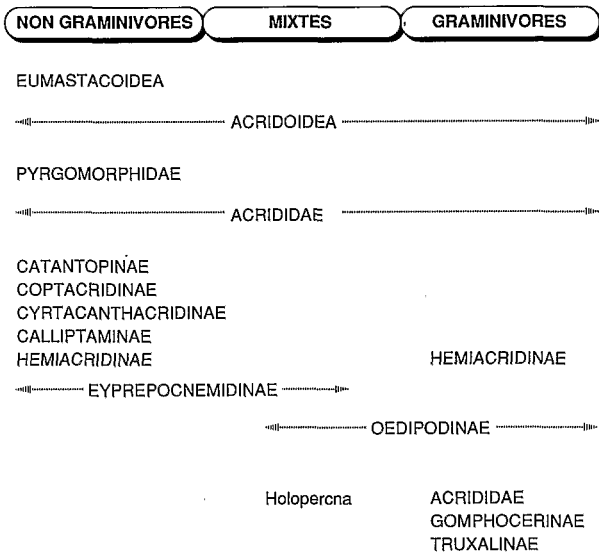 NON GRAMINIVORES MIXTES GRAMINIVORES
EUMASTACOIDEA
ACRIDOIDEA
PYRGOMORPHIDAE
ACRIDIDAE
CATANTOPINAE
COPTACRIDINAE
CYRTACANTHACRIDINAE
CALLIPTAMINAE
HEMIACRIDINAE HEMIACRIDINAE
EYPREPOCNEMIDINAE
OEDIPODINAE
Holopercna ACRIDIDAE
GOMPHOCERINAE
TRUXALINAE